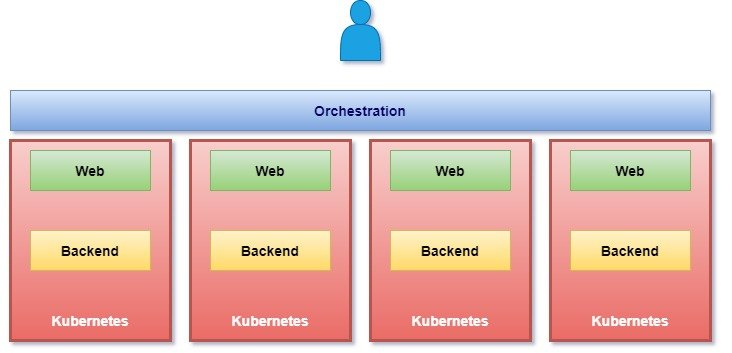 Orchestration
Web
Web
Web
Web
Backend
Backend
Backend
Backend
Kubernetes
Kubernetes
Kubernetes
Kubernetes